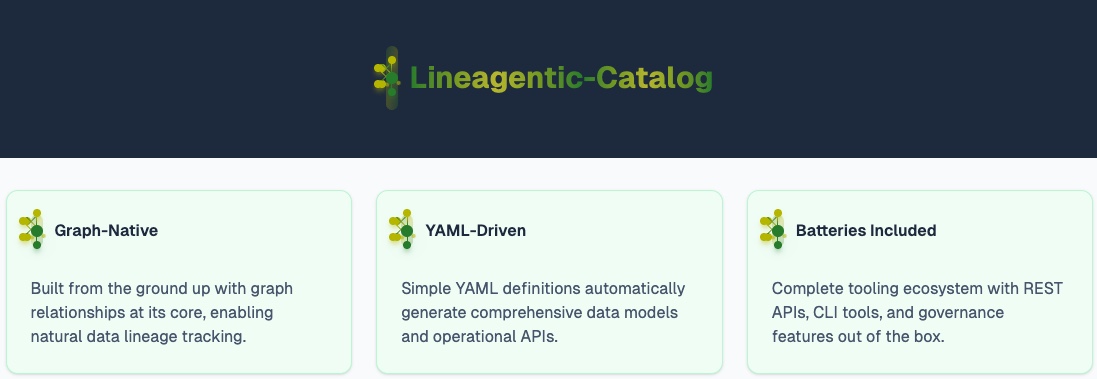 Lineagentic-Catalog
Graph-Native
Built from the ground up with graph
relationships at its core, enabling
natural data lineage tracking.
YAML-Driven
Simple YAML definitions automatically
generate comprehensive data models
and operational APIs.
Batteries Included
Complete tooling ecosystem with REST
APIs, CLI tools, and governance
features out of the box.